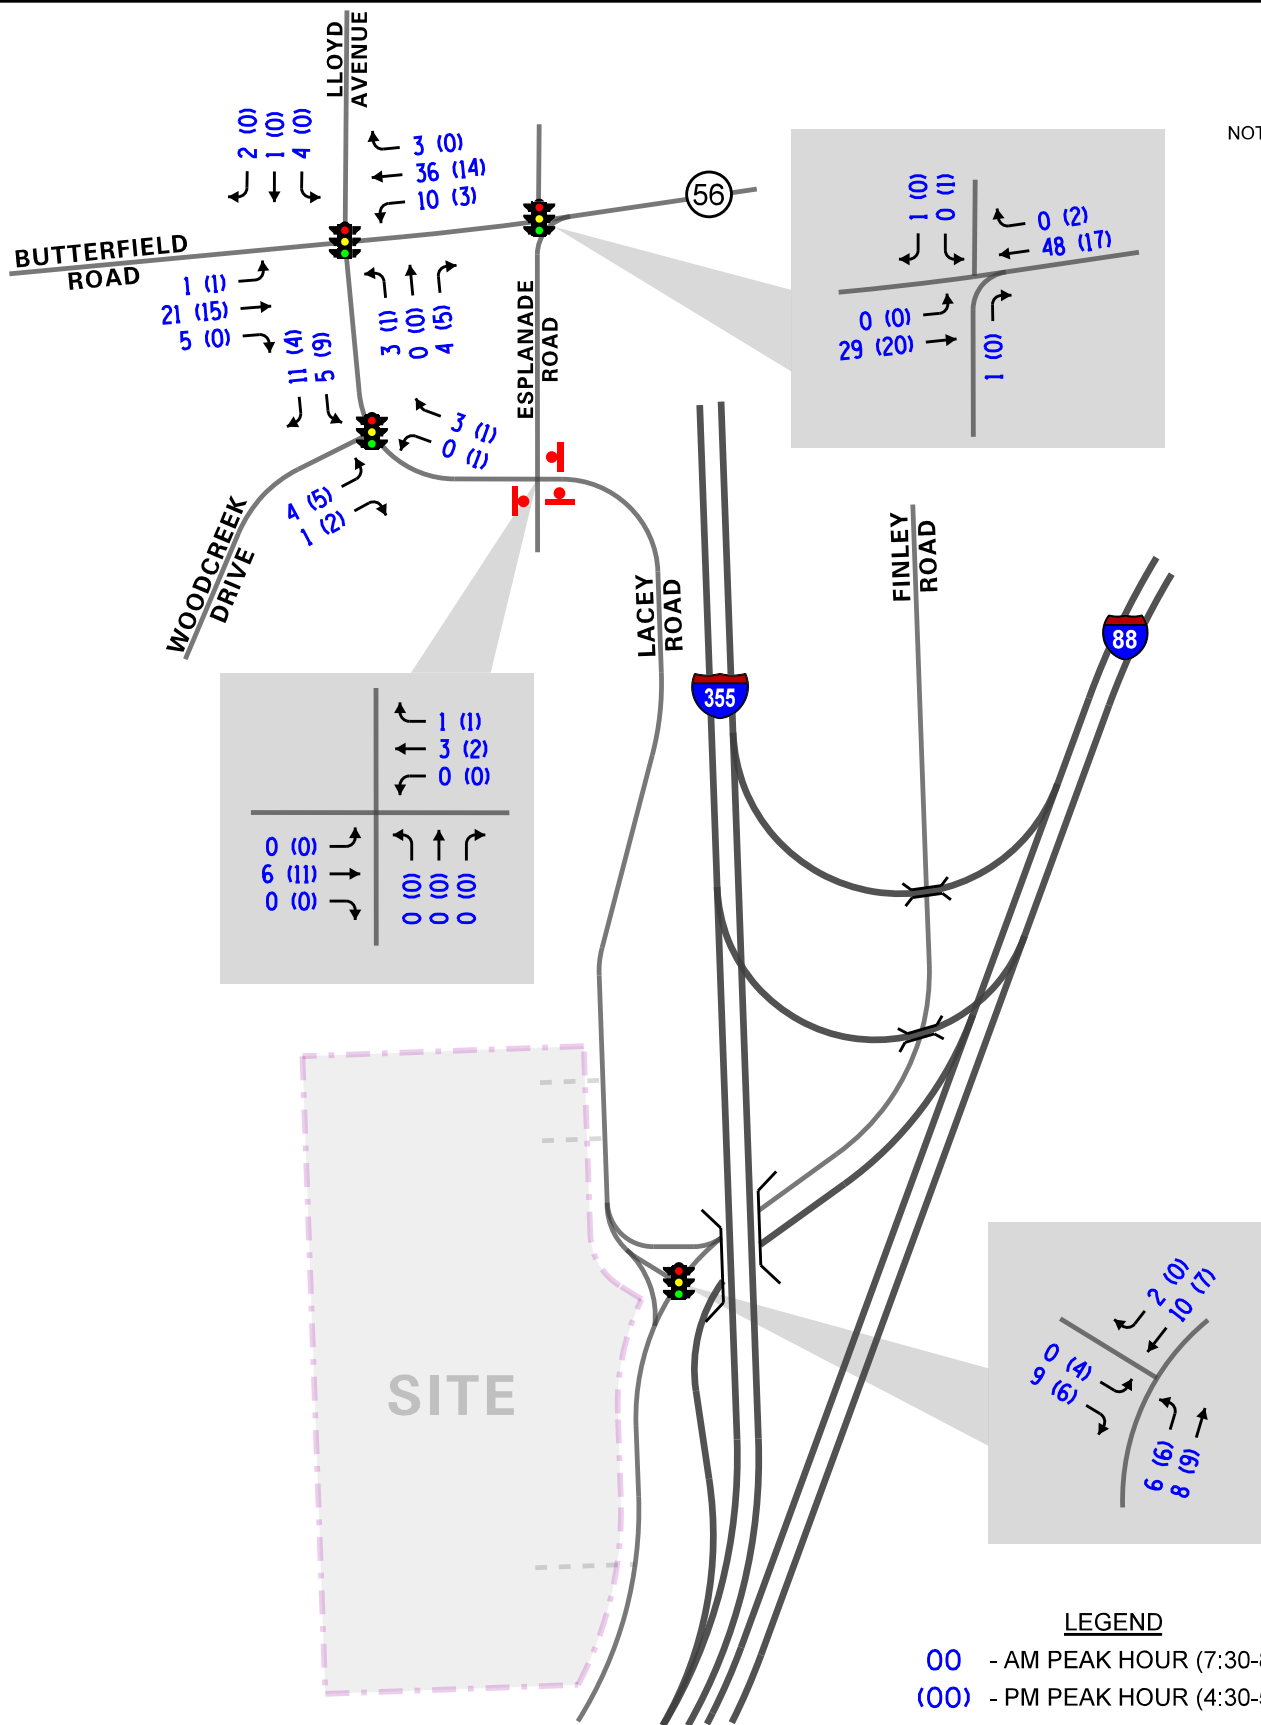 LLOYD
AVENUE
2 (0)
1 (0)
4 (0)
3 (0)
36 (14)
10 (3)
56
NOT
BUTTERFIELD
ROAD
1 (1)
21 (15)
5 (0)
3 (1)
0 (0)
4 (5)
ESPLANADE
ROAD
1 (0)
0 (1)
0 (2)
48 (17)
0 (0)
29 (20)
1 (0)
11 (4)
5 (9)
3 (1)
0 (1)
4 (5)
1 (2)
WOODCREEK
DRIVE
LACEY
ROAD
FINLEY
ROAD
355
88
1 (1)
3 (2)
0 (0)
0 (0)
6 (11)
0 (0)
0 (0)
0 (0)
0 (0)
SITE
2 (0)
10 (7)
0 (4)
9 (6)
6 (6)
8 (9)
LEGEND
00 - AM PEAK HOUR (7:30-
(00) - PM PEAK HOUR (4:30-